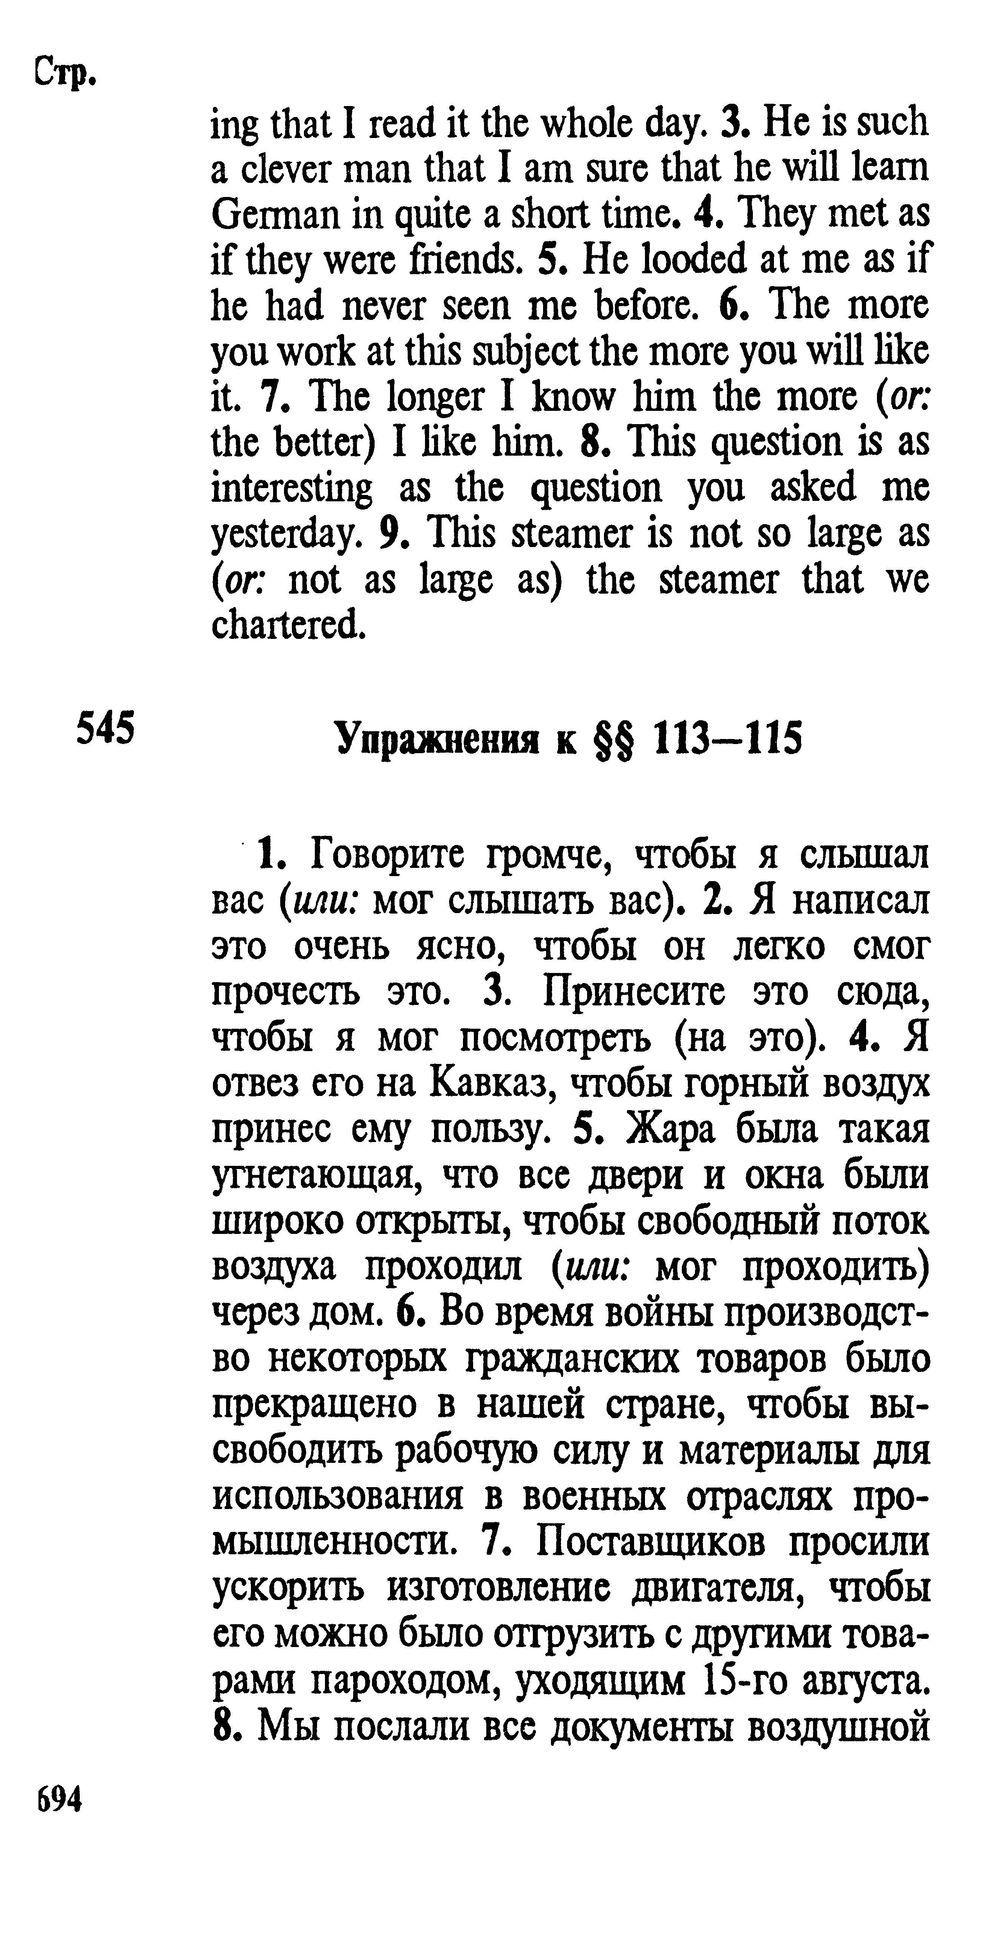 Стр.
ing that I read it the whole day. 3. He is such
a clever man that I am sure that he will learn
German in quite a short time. 4. They met as
if they were friends. 5. He looded at me as if
he had never seen me before. 6. The more
you work at this subject the more you will like
it. 7. The longer I know him the more (or:
the better) I like him. 8. This question is as
interesting as the question you asked me
yesterday. 9. This steamer is not so large as
(or: not as large as) the steamer that we
chartered.
545
Упражнения к §§ 113—115
1. Говорите громче, чтобы я слышал
вас (или: мог слышать вас). 2. Я написал
это очень ясно, чтобы он легко смог
прочесть это. 3. Принесите это сюда,
чтобы я мог посмотреть (на это). 4. Я
отвез его на Кавказ, чтобы горный воздух
принес ему пользу. 5. Жара была такая
угнетающая, что все двери и окна были
широко открыты, чтобы свободный поток
воздуха проходил (или: мог проходить)
через дом. 6. Во время войны производст-
во некоторых гражданских товаров было
прекращено в нашей стране, чтобы вы-
свободить рабочую силу и материалы для
использования в военных отраслях про-
мышленности. 7. Поставщиков просили
ускорить изготовление двигателя, чтобы
его можно было отгрузить с другими това-
рами пароходом, уходящим 15-го августа.
8. Мы послали все документы воздушной
694